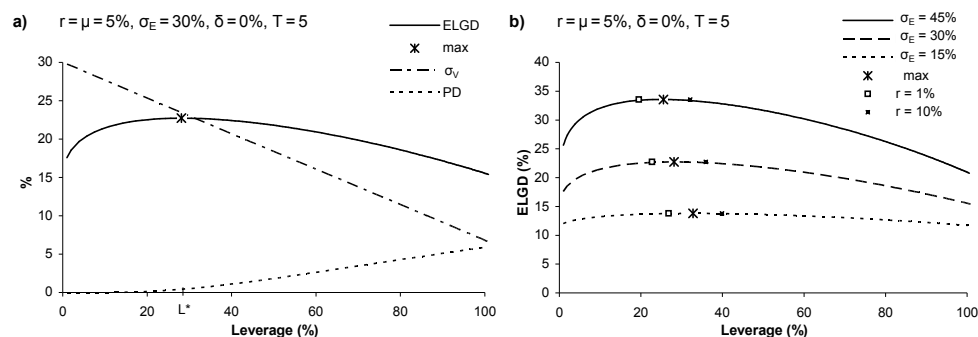 a) r = μ = 5%, σE = 30%, δ = 0%, T = 5
ELGD
max
σV
PD
30
25
20
15
10
5
0
%
0 20 L* 40 60 80 100
Leverage (%)
b) r = μ = 5%, δ = 0%, T = 5
σE = 45%
σE = 30%
σE = 15%
max
r = 1%
r = 10%
40
35
30
25
20
15
10
5
0
ELGD (%)
0 20 40 60 80 100
Leverage (%)